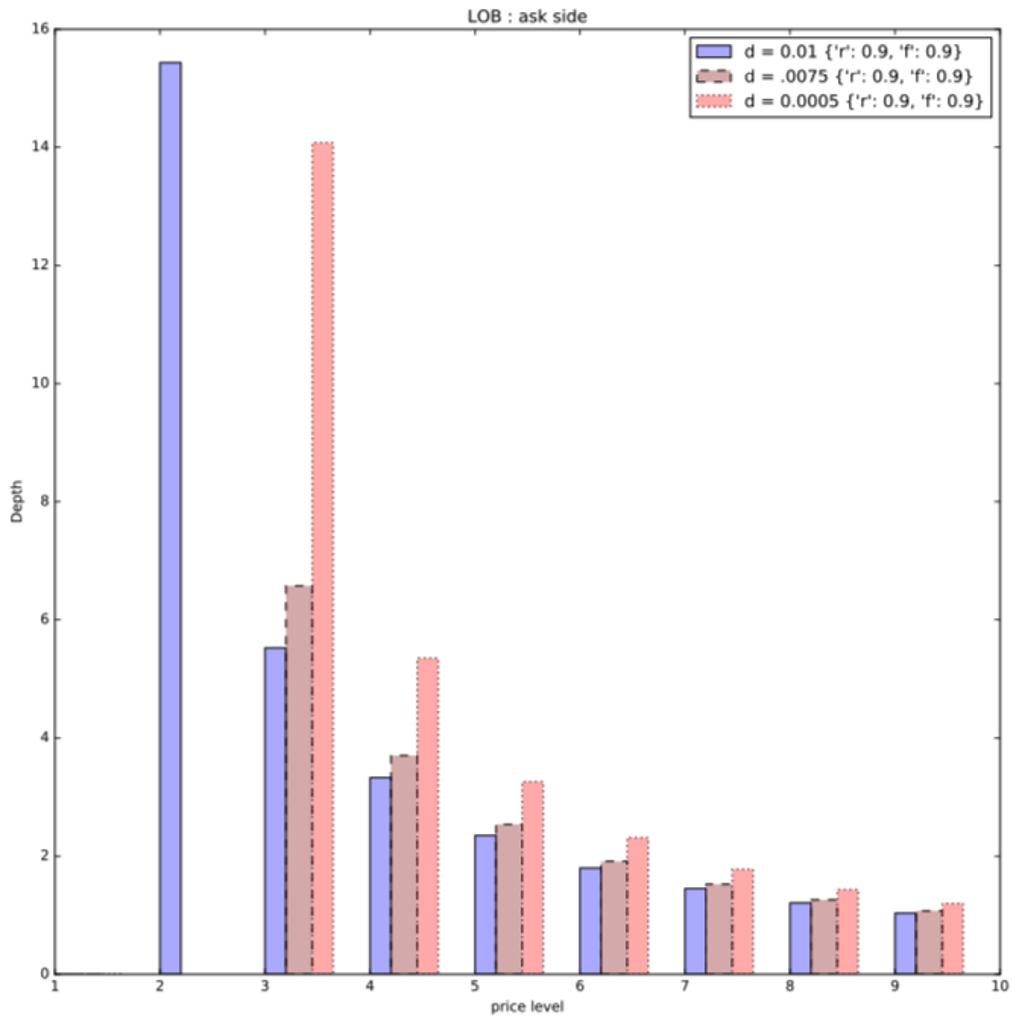 LOB : ask side
d = 0.01 {'r': 0.9, 'f': 0.9}
d = .0075 {'r': 0.9, 'f': 0.9}
d = 0.0005 {'r': 0.9, 'f': 0.9}
16
14
12
10
8
6
4
2
0
Depth
1 2 3 4 5 6 7 8 9 10
price level